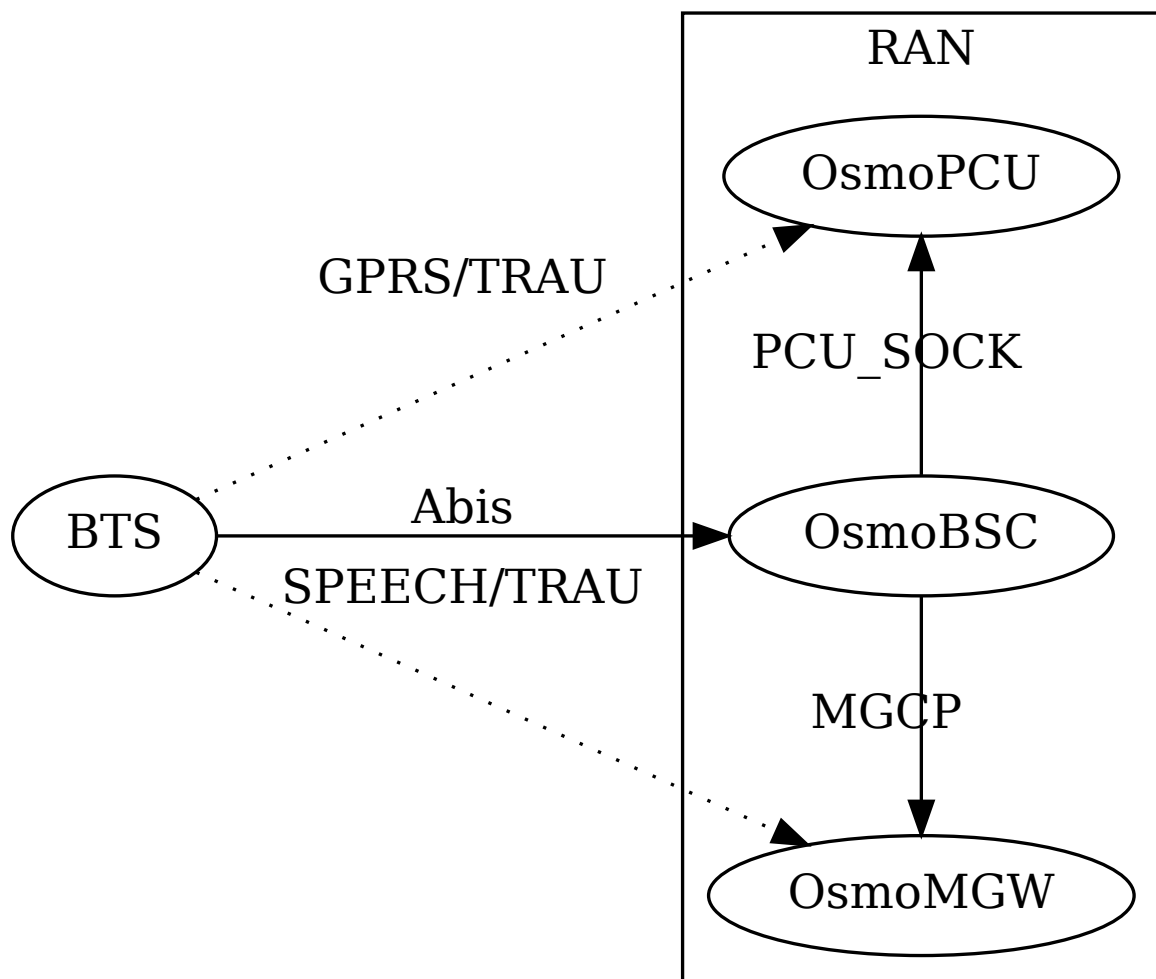 RAN
OsmoPCU
GPRS/TRAU
PCU_SOCK
Abis
BTS
OsmoBSC
SPEECH/TRAU
MGCP
OsmoMGW